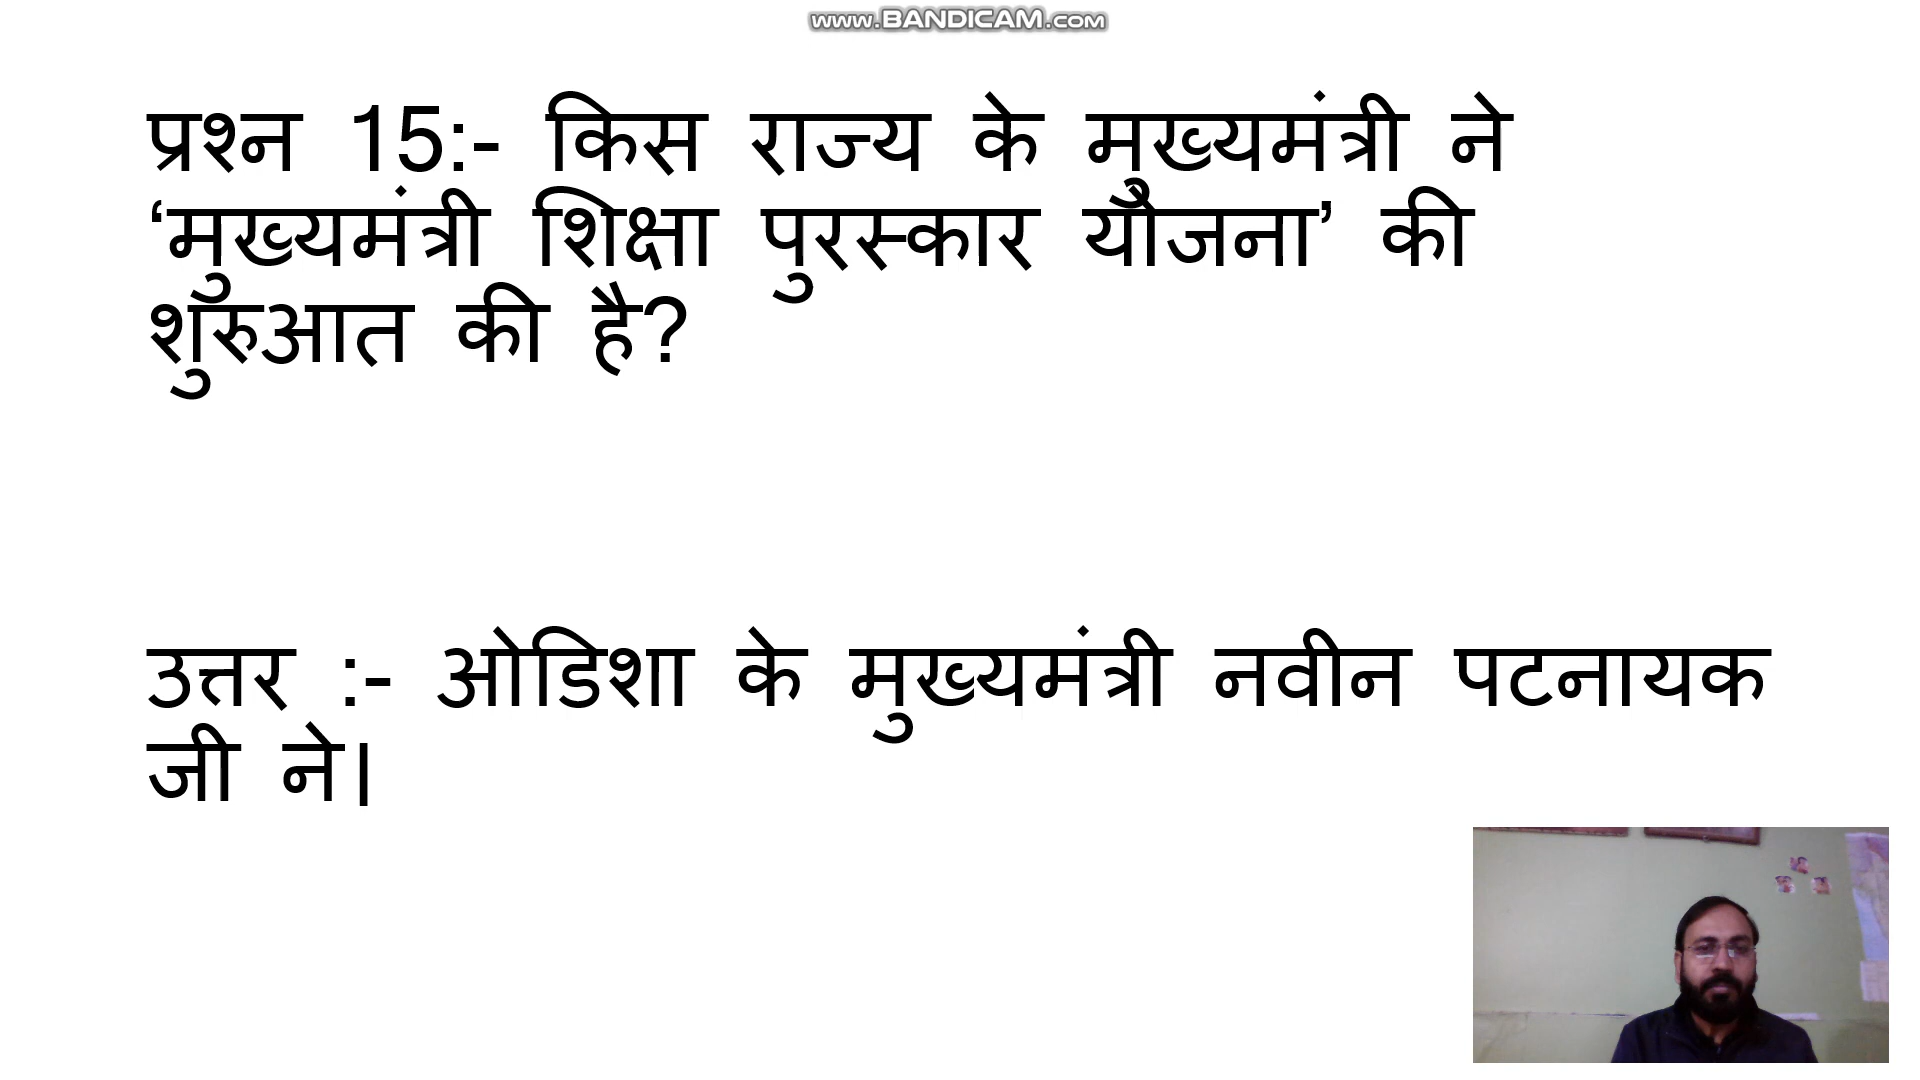 www.BANDICAM.com
प्रश्न 15:- किस राज्य के मुख्यमंत्री ने
‘मुख्यमंत्री शिक्षा पुरस्कार योजना’ की
शुरुआत की है?
उत्तर :- ओडिशा के मुख्यमंत्री नवीन पटनायक
जी ने।